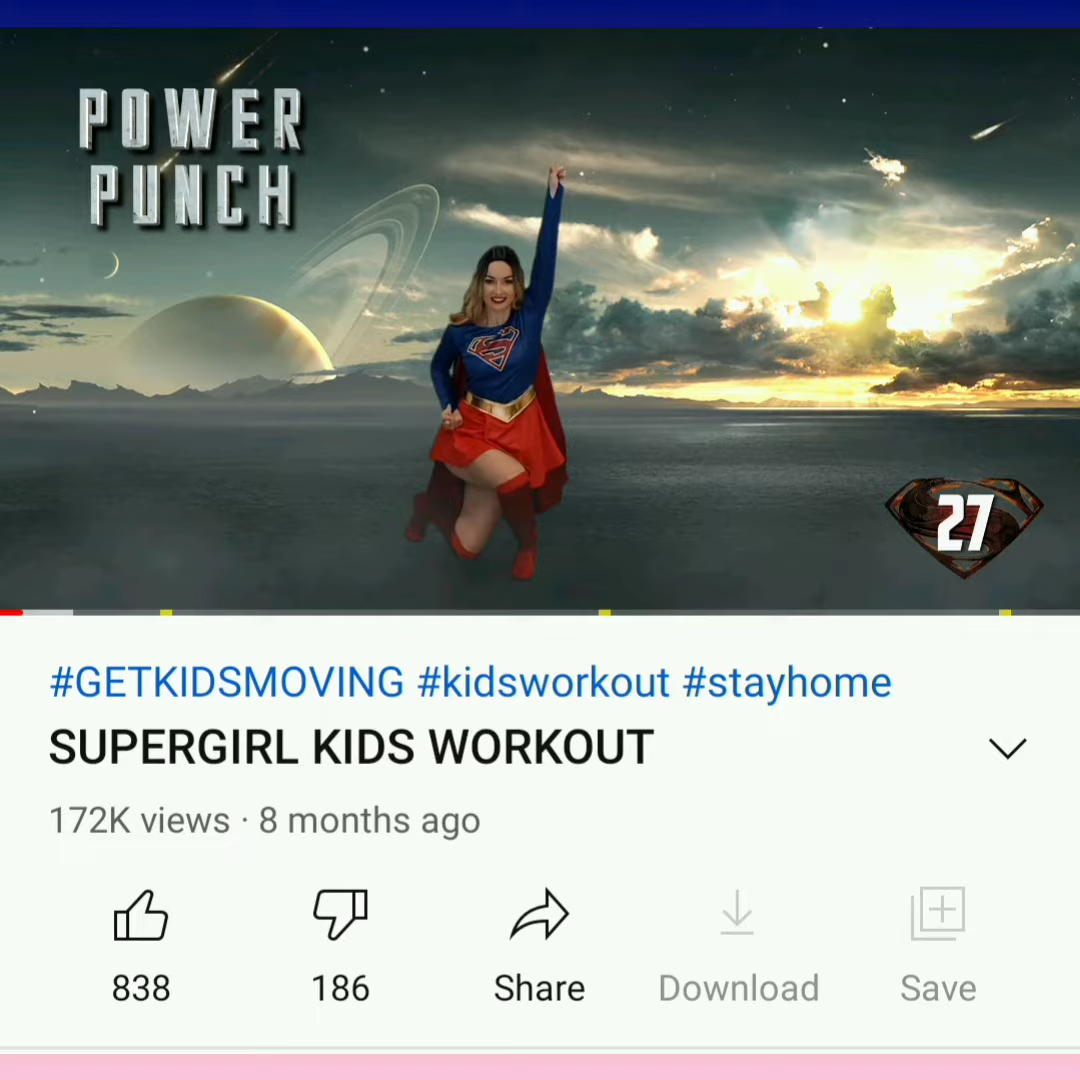 POWER
PUNCH
27
#GETKIDSMOVING #kidsworkout #stayhome
SUPERGIRL KIDS WORKOUT
172K views · 8 months ago
838
186
Share
Download
Save